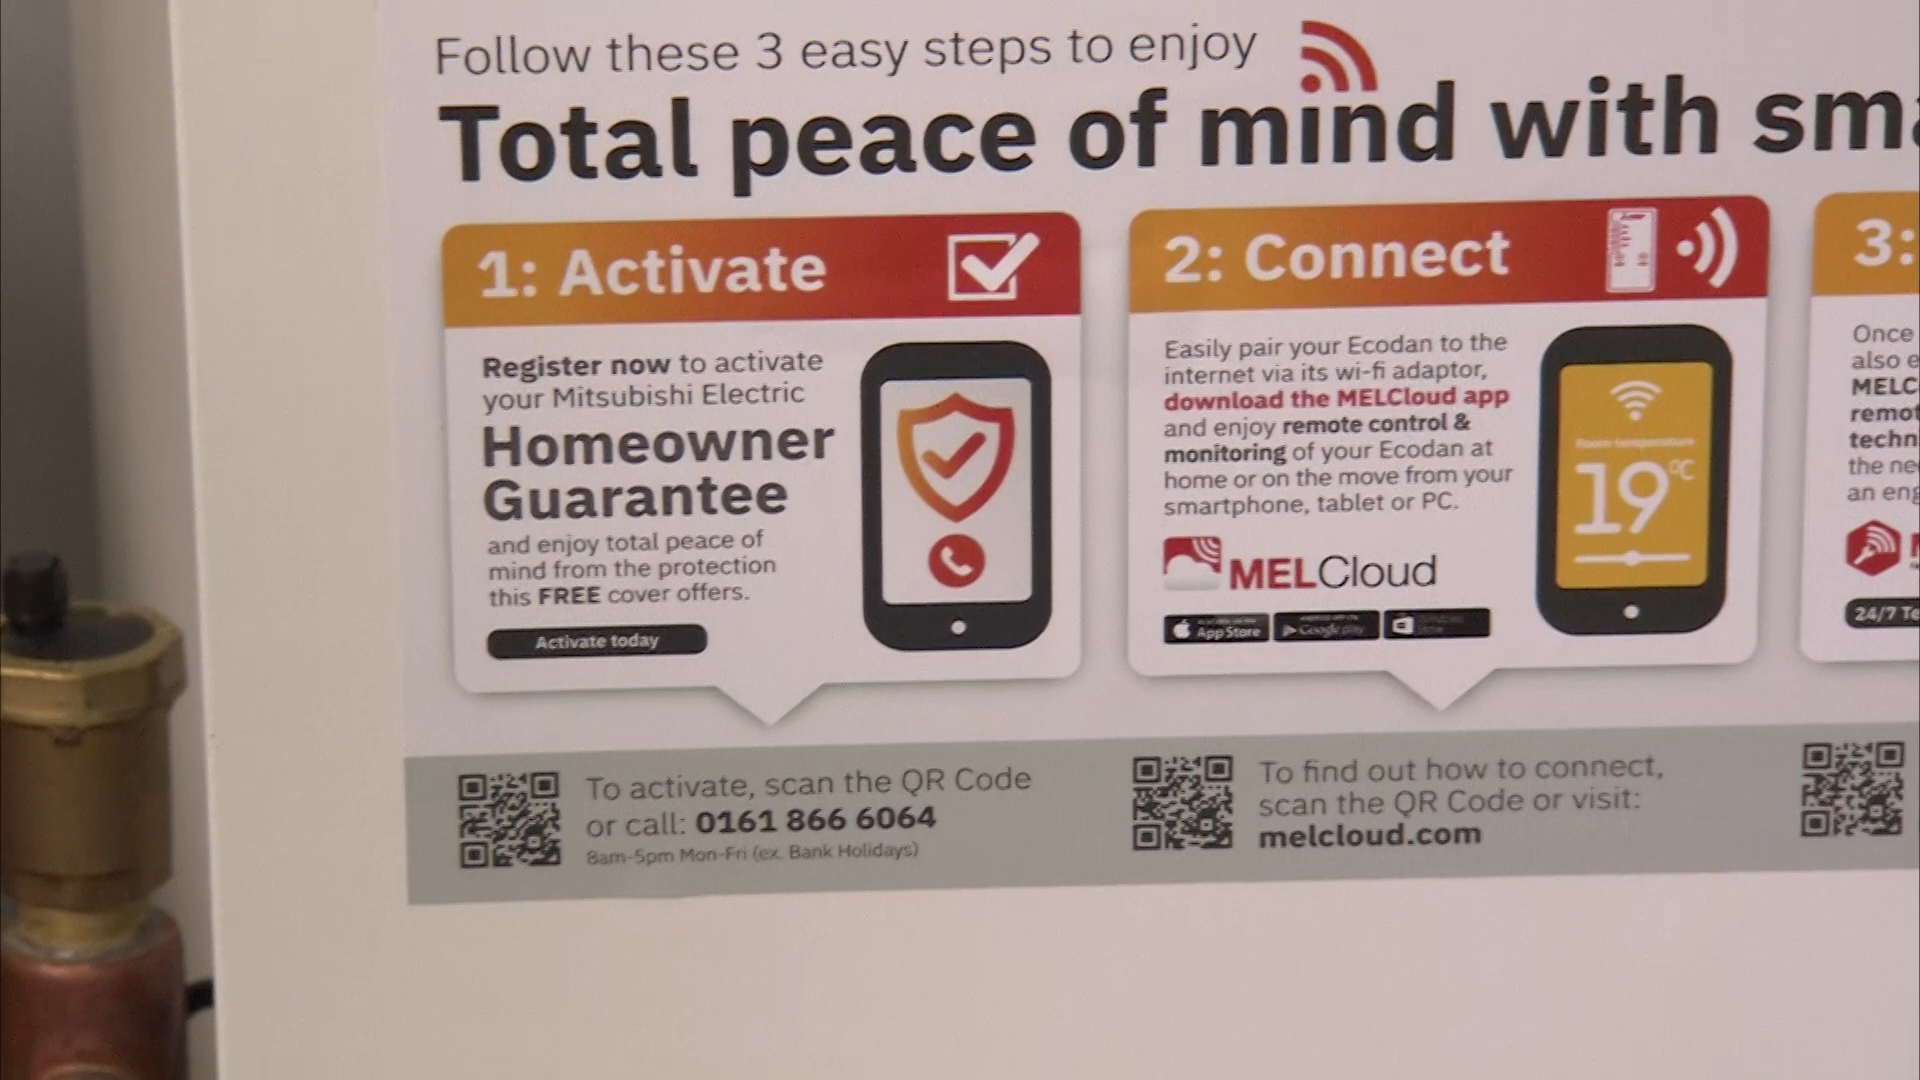 Follow these 3 easy steps to enjoy
Total peace of mind with sma
1: Activate
Register now to activate
your Mitsubishi Electric
Homeowner
Guarantee
and enjoy total peace of
mind from the protection
this FREE cover offers.
Activate today
2: Connect
Easily pair your Ecodan to the
internet via its wi-fi adaptor,
download the MELCloud app
and enjoy remote control &
monitoring of your Ecodan at
home or on the move from your
smartphone, tablet or PC.
MELCloud
App Store
Google play
Room temperature
19°C
3:
Once
also e
MELC
remot
techn
the ne
an eng
24/7 Te
To activate, scan the QR Code
or call: 0161 866 6064
8am-5pm Mon-Fri (ex. Bank Holidays)
To find out how to connect,
scan the QR Code or visit:
melcloud.com